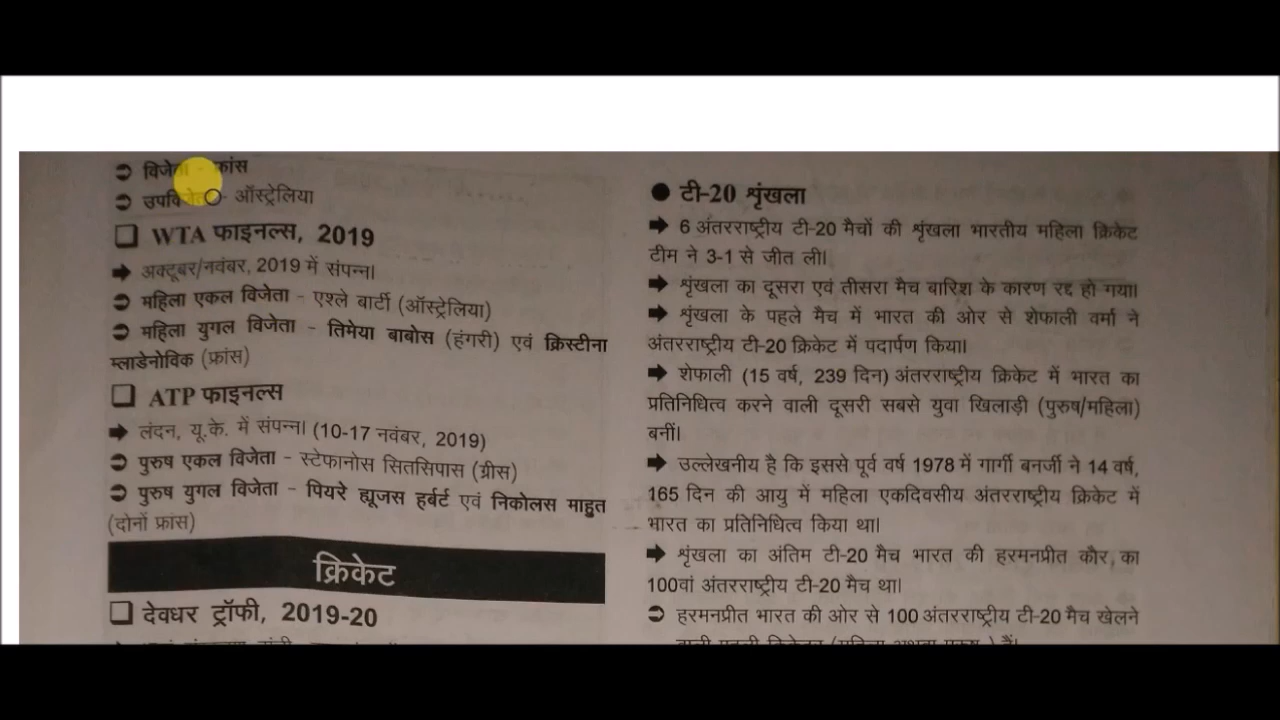 ➲ विजेता - फ्रांस
➲ उपविजेता - ऑस्ट्रेलिया
❑ WTA फाइनल्स, 2019
➡ अक्टूबर/नवंबर, 2019 में संपन्न।
➲ महिला एकल विजेता - एश्ले बार्टी (ऑस्ट्रेलिया)
➲ महिला युगल विजेता - तिमेया बाबोस (हंगरी) एवं क्रिस्टीना
म्लाडेनोविक (फ्रांस)
❑ ATP फाइनल्स
➡ लंदन, यू.के. में संपन्न। (10-17 नवंबर, 2019)
➲ पुरुष एकल विजेता - स्टेफानोस सितसिपास (ग्रीस)
➲ पुरुष युगल विजेता - पियरे ह्यूजस हर्बर्ट एवं निकोलस माहुत
(दोनों फ्रांस)
क्रिकेट
❑ देवधर ट्रॉफी, 2019-20
● टी-20 शृंखला
➡ 6 अंतरराष्ट्रीय टी-20 मैचों की शृंखला भारतीय महिला क्रिकेट
टीम ने 3-1 से जीत ली।
➡ शृंखला का दूसरा एवं तीसरा मैच बारिश के कारण रद्द हो गया।
➡ शृंखला के पहले मैच में भारत की ओर से शेफाली वर्मा ने
अंतरराष्ट्रीय टी-20 क्रिकेट में पदार्पण किया।
➡ शेफाली (15 वर्ष, 239 दिन) अंतरराष्ट्रीय क्रिकेट में भारत का
प्रतिनिधित्व करने वाली दूसरी सबसे युवा खिलाड़ी (पुरुष/महिला)
बनीं।
➡ उल्लेखनीय है कि इससे पूर्व वर्ष 1978 में गार्गी बनर्जी ने 14 वर्ष,
165 दिन की आयु में महिला एकदिवसीय अंतरराष्ट्रीय क्रिकेट में
भारत का प्रतिनिधित्व किया था।
➡ शृंखला का अंतिम टी-20 मैच भारत की हरमनप्रीत कौर का
100वां अंतरराष्ट्रीय टी-20 मैच था।
➲ हरमनप्रीत भारत की ओर से 100 अंतरराष्ट्रीय टी-20 मैच खेलने
वाली पहली क्रिकेटर (महिला अथवा पुरुष) हैं।